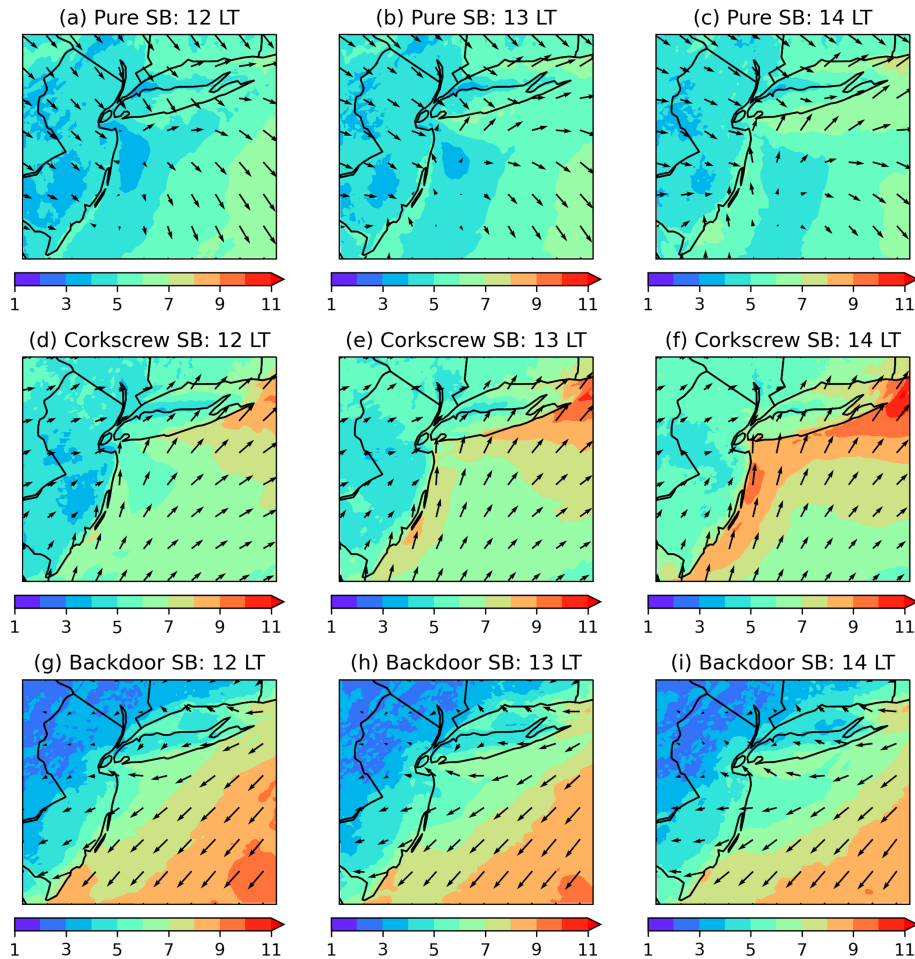 (a) Pure SB: 12 LT (b) Pure SB: 13 LT (c) Pure SB: 14 LT
1 3 5 7 9 11 1 3 5 7 9 11 1 3 5 7 9 11
(d) Corkscrew SB: 12 LT (e) Corkscrew SB: 13 LT (f) Corkscrew SB: 14 LT
1 3 5 7 9 11 1 3 5 7 9 11 1 3 5 7 9 11
(g) Backdoor SB: 12 LT (h) Backdoor SB: 13 LT (i) Backdoor SB: 14 LT
1 3 5 7 9 11 1 3 5 7 9 11 1 3 5 7 9 11